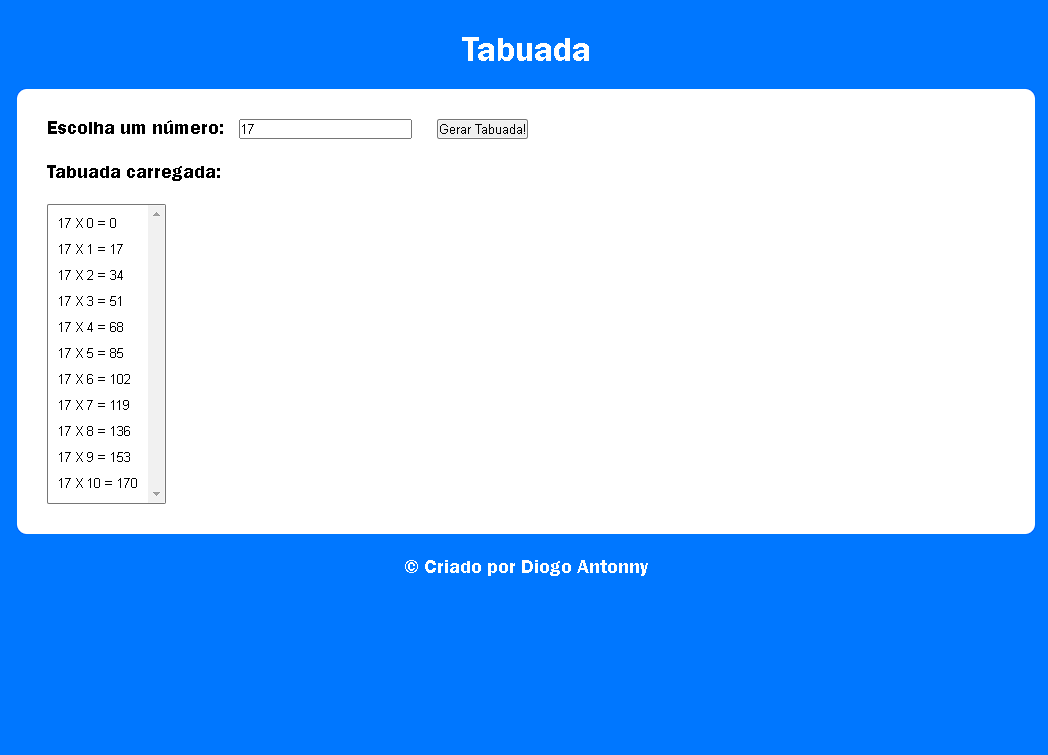 Tabuada
Escolha um número: 17 Gerar Tabuada!
Tabuada carregada:
17 X 0 = 0
17 X 1 = 17
17 X 2 = 34
17 X 3 = 51
17 X 4 = 68
17 X 5 = 85
17 X 6 = 102
17 X 7 = 119
17 X 8 = 136
17 X 9 = 153
17 X 10 = 170
© Criado por Diogo Antonny